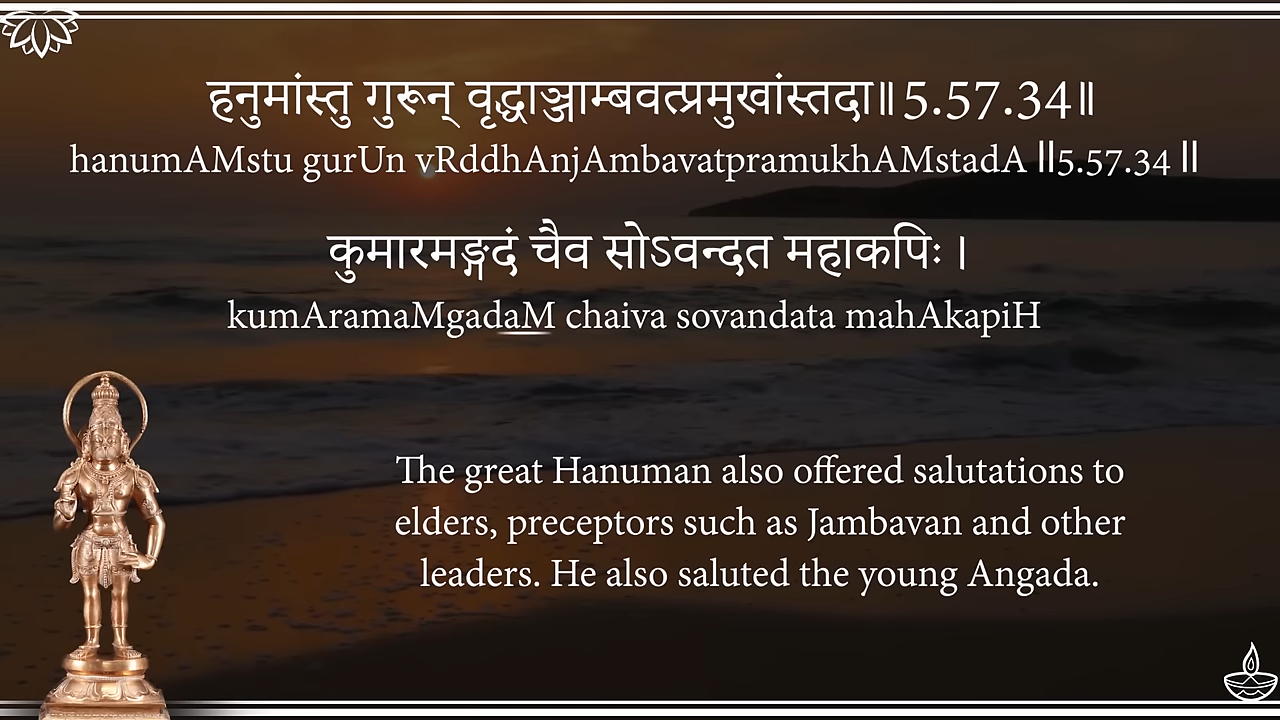 हनुमांस्तु गुरून् वृद्धाञ्जाम्बवत्प्रमुखांस्तदा॥5.57.34॥
hanumAMstu gurUn vRddhAnjAmbavatpramukhAMstadA ॥5.57.34॥
कुमारमङ्गदं चैव सोऽवन्दत महाकपिः ।
kumAramaMgadaM chaiva sovandata mahAkapiH
The great Hanuman also offered salutations to
elders, preceptors such as Jambavan and other
leaders. He also saluted the young Angada.